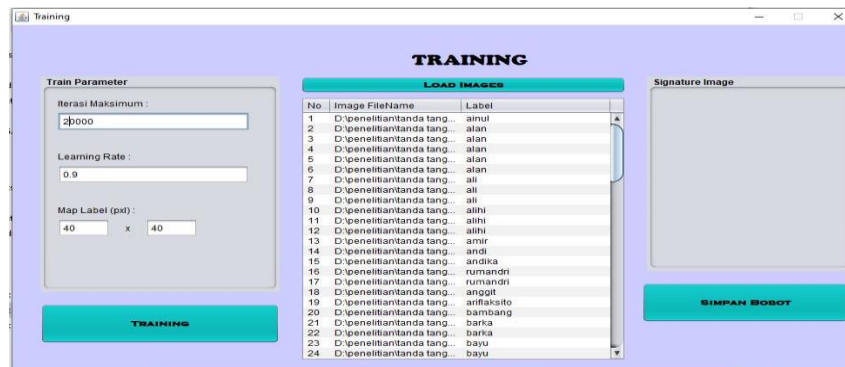 Training
TRAINING
Train Parameter
Iterasi Maksimum :
20000
Learning Rate :
0.9
Map Label (pxl) :
40 x 40
TRAINING
LOAD IMAGES
No Image FileName Label
1 D:\penelitian\tanda tang... ainul
2 D:\penelitian\tanda tang... alan
3 D:\penelitian\tanda tang... alan
4 D:\penelitian\tanda tang... alan
5 D:\penelitian\tanda tang... alan
6 D:\penelitian\tanda tang... alan
7 D:\penelitian\tanda tang... ali
8 D:\penelitian\tanda tang... ali
9 D:\penelitian\tanda tang... ali
10 D:\penelitian\tanda tang... alihi
11 D:\penelitian\tanda tang... alihi
12 D:\penelitian\tanda tang... alihi
13 D:\penelitian\tanda tang... amir
14 D:\penelitian\tanda tang... andi
15 D:\penelitian\tanda tang... andika
16 D:\penelitian\tanda tang... rumandri
17 D:\penelitian\tanda tang... rumandri
18 D:\penelitian\tanda tang... anggit
19 D:\penelitian\tanda tang... ariflaksito
20 D:\penelitian\tanda tang... bambang
21 D:\penelitian\tanda tang... barka
22 D:\penelitian\tanda tang... barka
23 D:\penelitian\tanda tang... bayu
24 D:\penelitian\tanda tang... bayu
Signature Image
SIMPAN BOBOT